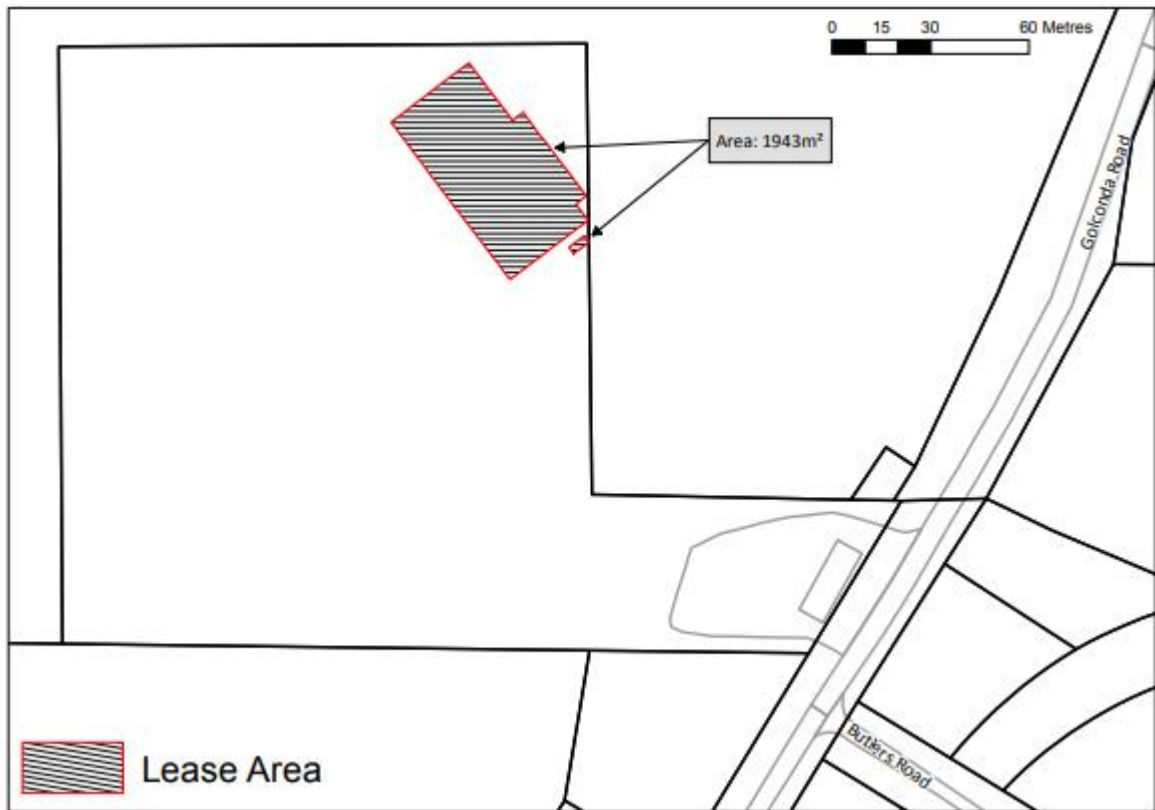 0 15 30 60 Metres
Area: 1943m²
Golconda Road
Butlers Road
Lease Area